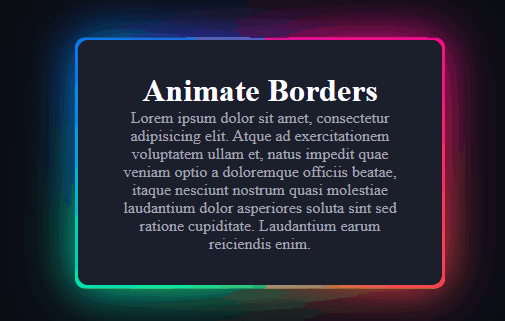 Animate Borders
Lorem ipsum dolor sit amet, consectetur
adipisicing elit. Atque ad exercitationem
voluptatem ullam et, natus impedit quae
veniam optio a doloremque officiis beatae,
itaque nesciunt nostrum quasi molestiae
laudantium dolor asperiores soluta sint sed
ratione cupiditate. Laudantium earum
reiciendis enim.